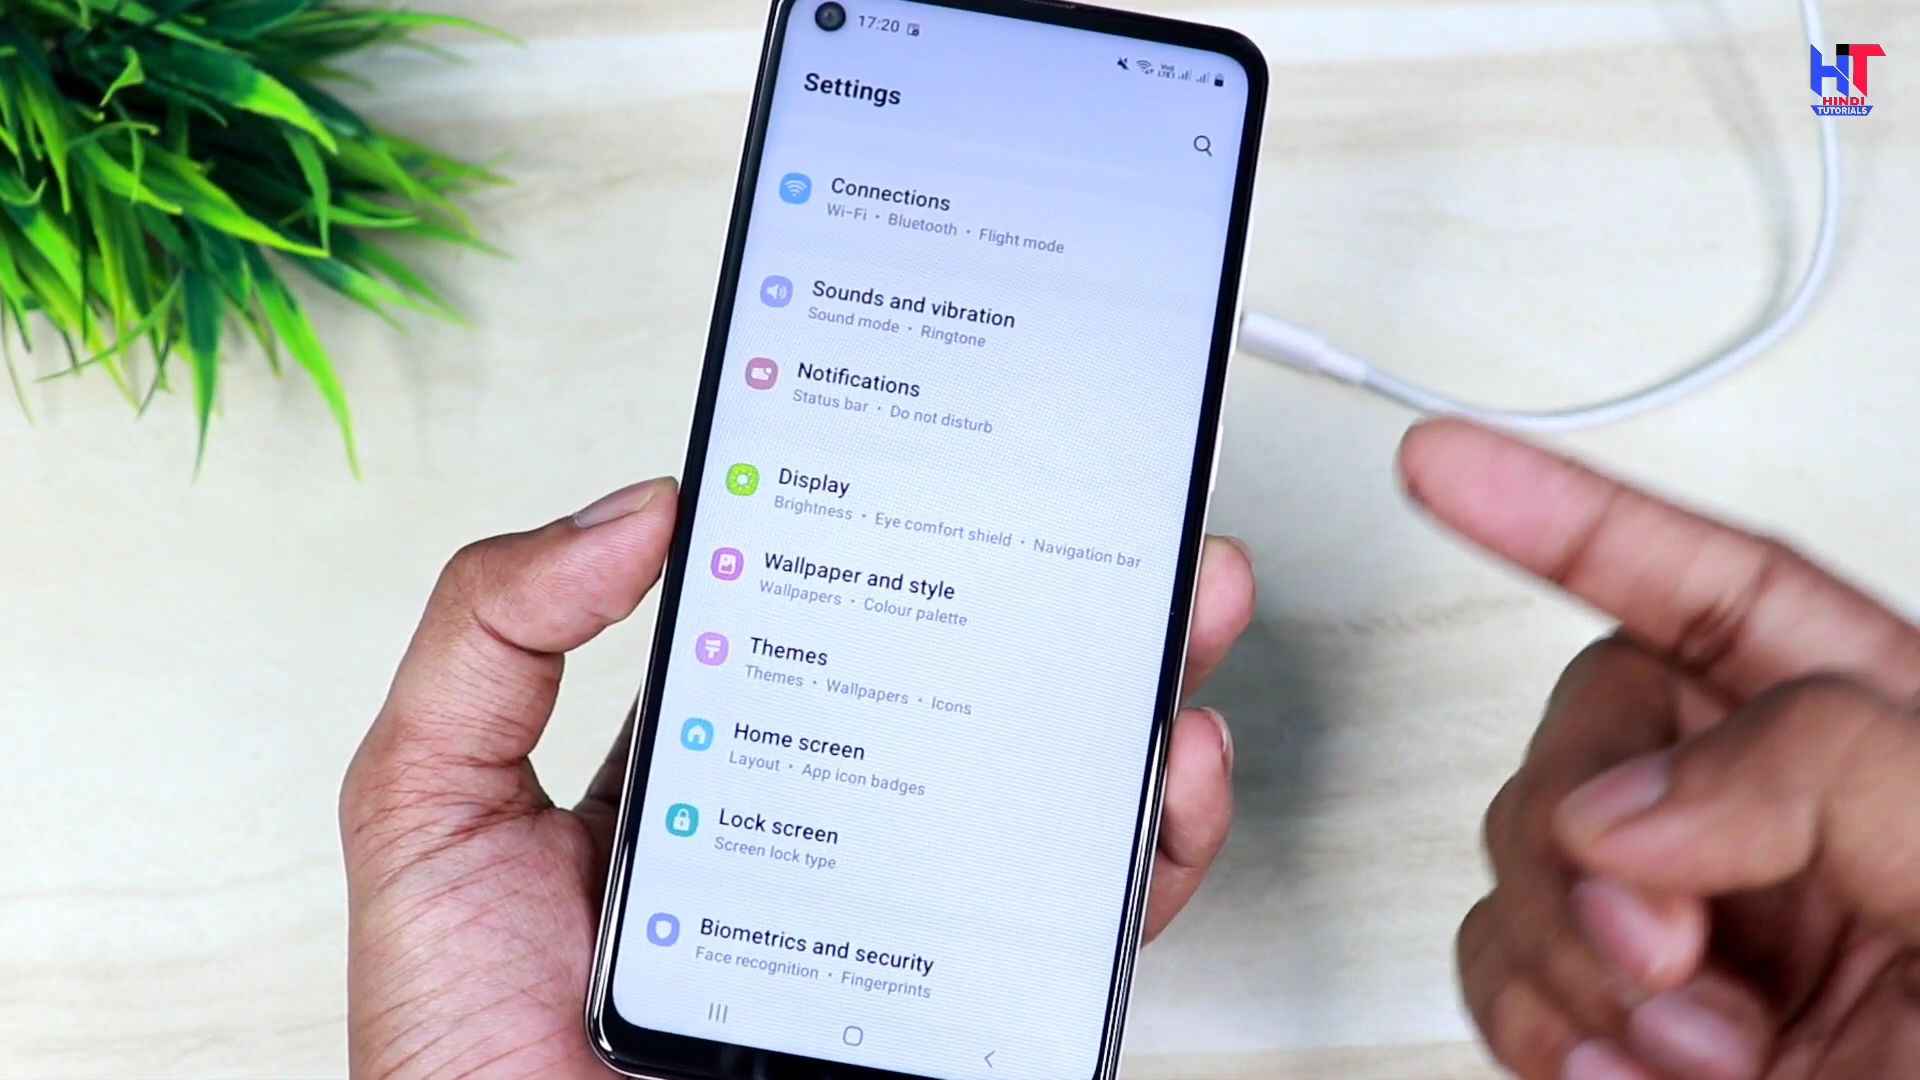 17:20
Settings
Connections
Wi-Fi • Bluetooth • Flight mode
Sounds and vibration
Sound mode • Ringtone
Notifications
Status bar • Do not disturb
Display
Brightness • Eye comfort shield • Navigation bar
Wallpaper and style
Wallpapers • Colour palette
Themes
Themes • Wallpapers • Icons
Home screen
Layout • App icon badges
Lock screen
Screen lock type
Biometrics and security
Face recognition • Fingerprints
HT
HINDI
TUTORIALS